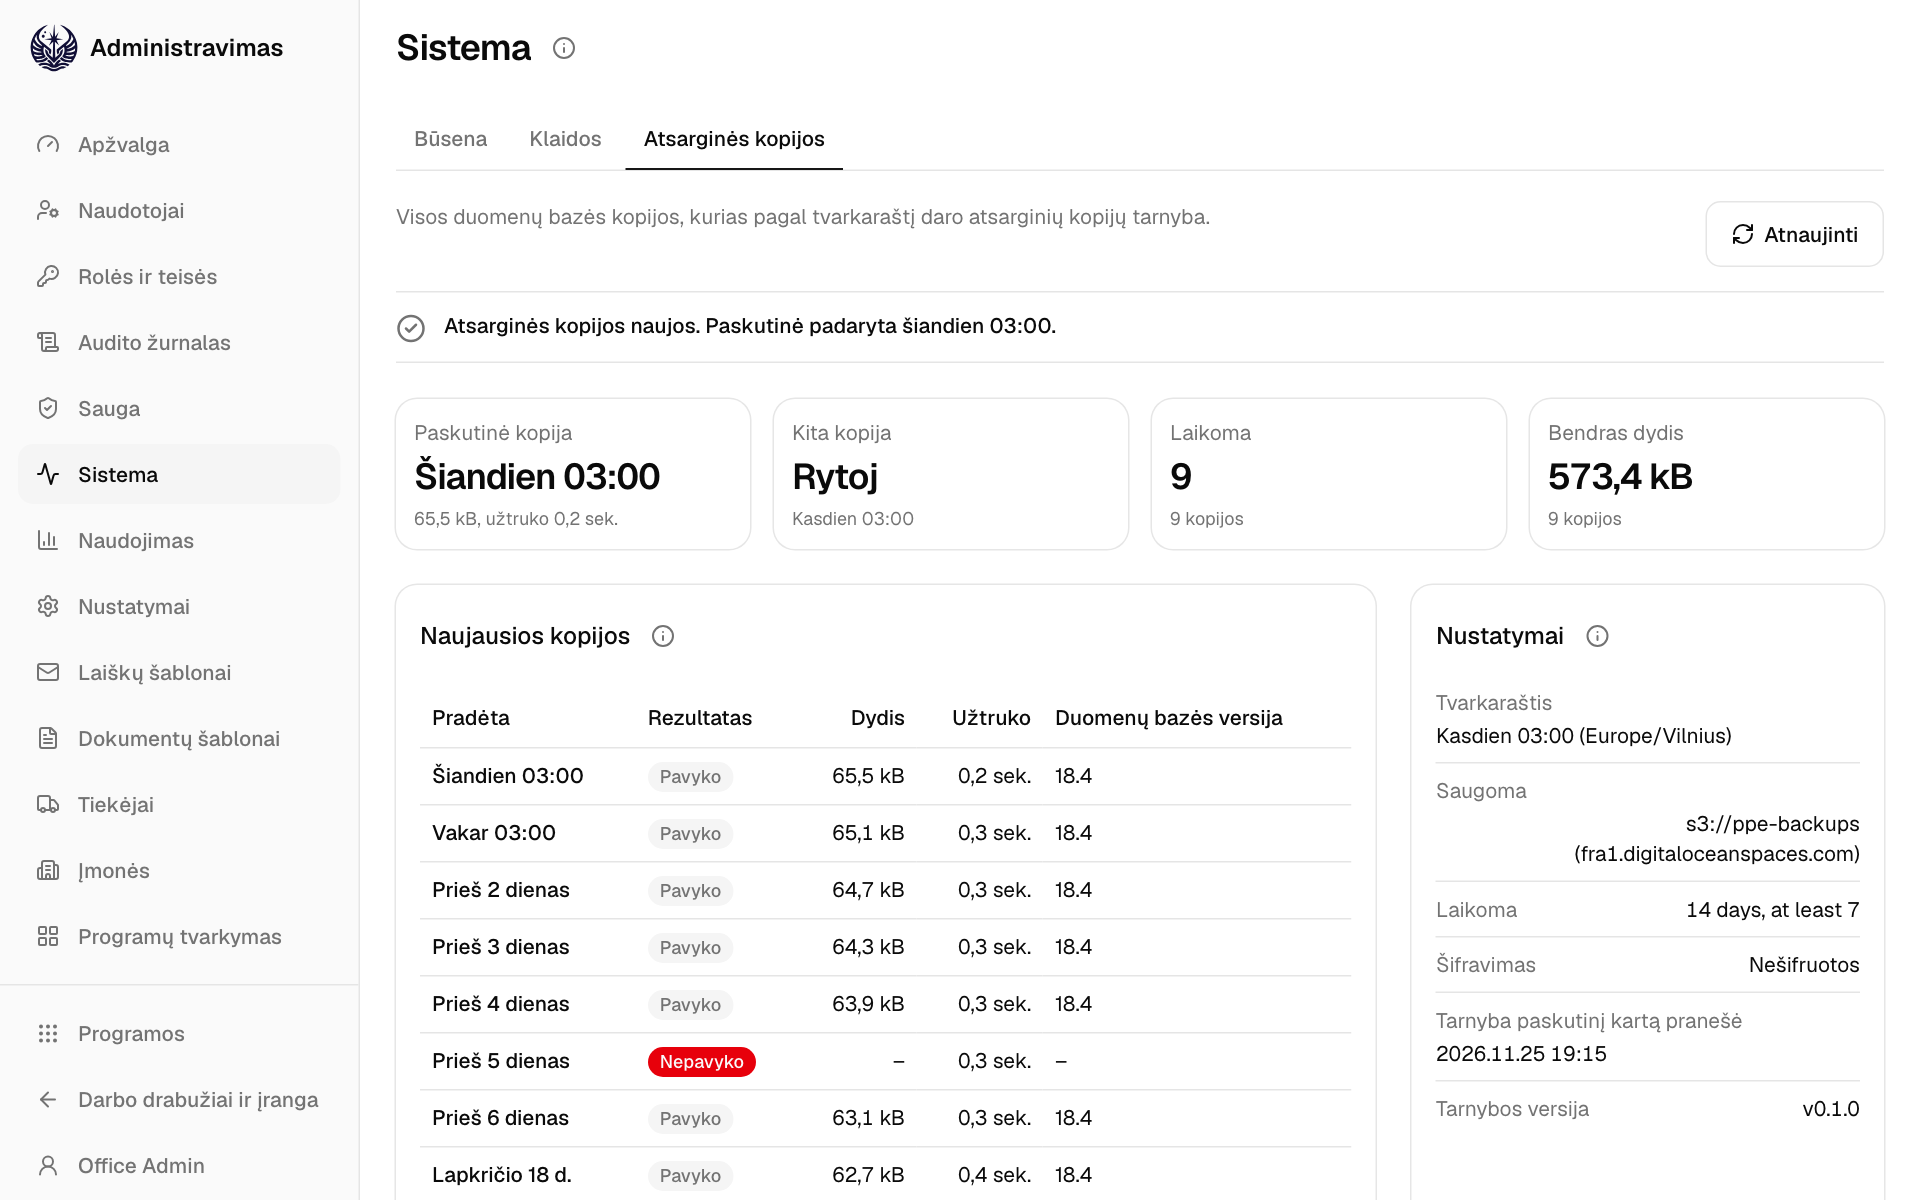 Administravimas
Apžvalga
Naudotojai
Rolės ir teisės
Audito žurnalas
Sauga
Sistema
Naudojimas
Nustatymai
Laiškų šablonai
Dokumentų šablonai
Tiekėjai
Įmonės
Programų tvarkymas
Programos
Darbo drabužiai ir įranga
Office Admin
Sistema
Būsena Klaidos Atsarginės kopijos
Visos duomenų bazės kopijos, kurias pagal tvarkaraštį daro atsarginių kopijų tarnyba.
Atnaujinti
Atsarginės kopijos naujos. Paskutinė padaryta šiandien 03:00.
Paskutinė kopija
Šiandien 03:00
65,5 kB, užtruko 0,2 sek.
Kita kopija
Rytoj
Kasdien 03:00
Laikoma
9
9 kopijos
Bendras dydis
573,4 kB
9 kopijos
Naujausios kopijos
Pradėta Rezultatas Dydis Užtruko Duomenų bazės versija
Šiandien 03:00 Pavyko 65,5 kB 0,2 sek. 18.4
Vakar 03:00 Pavyko 65,1 kB 0,3 sek. 18.4
Prieš 2 dienas Pavyko 64,7 kB 0,3 sek. 18.4
Prieš 3 dienas Pavyko 64,3 kB 0,3 sek. 18.4
Prieš 4 dienas Pavyko 63,9 kB 0,3 sek. 18.4
Prieš 5 dienas Nepavyko – 0,3 sek. –
Prieš 6 dienas Pavyko 63,1 kB 0,3 sek. 18.4
Lapkričio 18 d. Pavyko 62,7 kB 0,4 sek. 18.4
Nustatymai
Tvarkaraštis
Kasdien 03:00 (Europe/Vilnius)
Saugoma
s3://ppe-backups
(fra1.digitaloceanspaces.com)
Laikoma 14 days, at least 7
Šifravimas Nešifruotos
Tarnyba paskutinį kartą pranešė
2026.11.25 19:15
Tarnybos versija v0.1.0